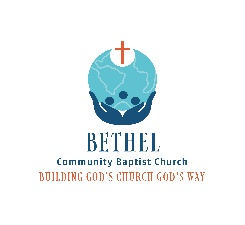 BETHEL
Community Baptist Church
BUILDING GOD'S CHURCH GOD'S WAY